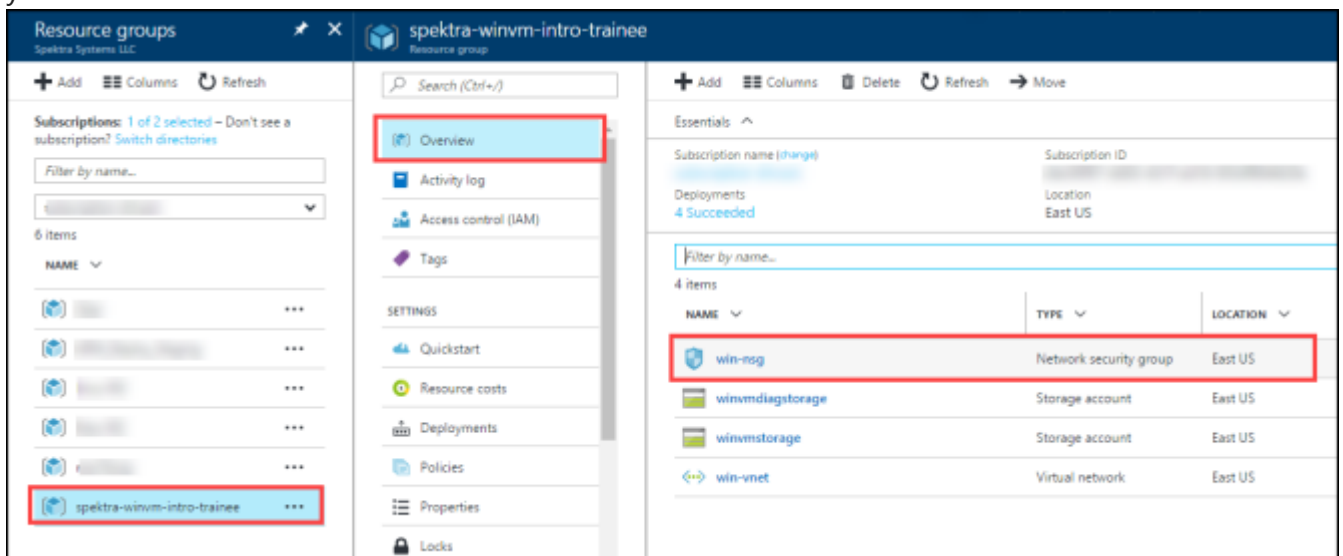 y
Resource groups
Spektra Systems LLC
Add Columns Refresh
Subscriptions: 1 of 2 selected – Don't see a
subscription? Switch directories
Filter by name...
6 items
NAME
spektra-winvm-intro-trainee
spektra-winvm-intro-trainee
Resource group
Search (Ctrl+/)
Overview
Activity log
Access control (IAM)
Tags
SETTINGS
Quickstart
Resource costs
Deployments
Policies
Properties
Locks
Add Columns Delete Refresh Move
Essentials
Subscription name (change) Subscription ID
Deployments Location
4 Succeeded East US
Filter by name...
4 items
NAME TYPE LOCATION
win-nsg Network security group East US
winvmdiagstorage Storage account East US
winvmstorage Storage account East US
win-vnet Virtual network East US